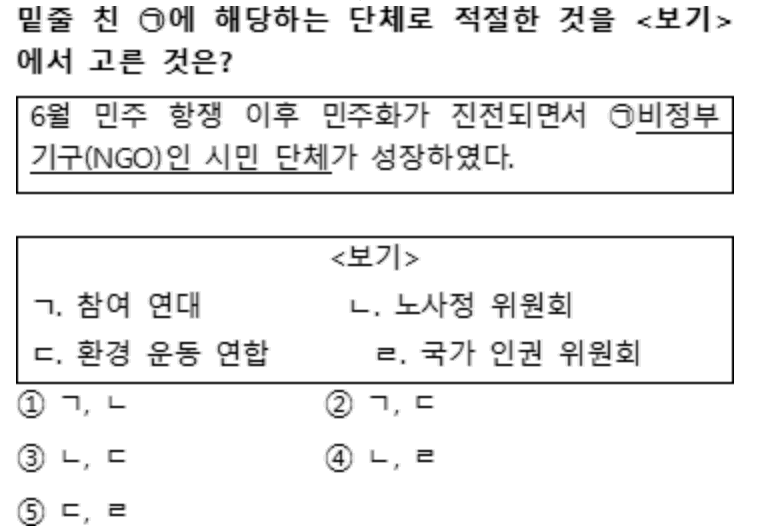 밑줄 친 ㉠에 해당하는 단체로 적절한 것을 <보기>
에서 고른 것은?
6월 민주 항쟁 이후 민주화가 진전되면서 ㉠비정부
기구(NGO)인 시민 단체가 성장하였다.
<보기>
ㄱ. 참여 연대 ㄴ. 노사정 위원회
ㄷ. 환경 운동 연합 ㄹ. 국가 인권 위원회
① ㄱ, ㄴ ② ㄱ, ㄷ
③ ㄴ, ㄷ ④ ㄴ, ㄹ
⑤ ㄷ, ㄹ